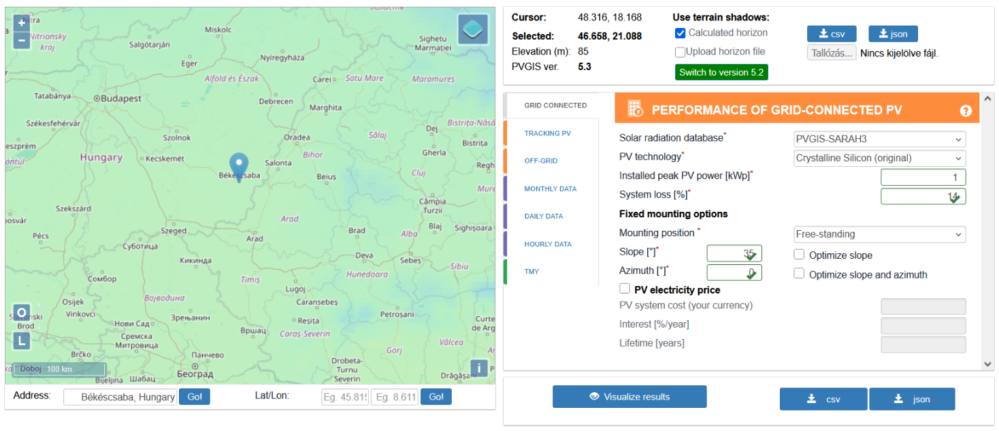 Nitra
Miskolc
Nitriansky
kraj
Salgótarján
Sighetu
Marmației
Nyíregyháza
Eger
Alföld és Észak
Carei
Satu Mare
Maramureș
Tatabánya
Budapest
Debrecen
Marghita
Székesfehérvár
Szolnok
Oradea
Sălaj
Dej
Bistrița-Năsă
Bistrița
eszprém
Hungary
Kecskemét
Salonta
Bihor
Gherla
Békéscsaba
Beiuș
Cluj
Regh
Mure
Câmpia
Turzii
Szekszárd
posvár
Arad
Pécs
Szeged
Arad
Brad
Alba
Blaj
Sighișoara
Суботица
Кикинда
Deva
Sebeș
Sibiu
Сомбор
Timiș
Hunedoara
Lugoj
Osijek
Војводина
Caransebeș
Vinkovci
Зрењанин
Reșița
Petroșani
Slavonski
Brod
Нови Сад
Вршац
Caraș-Severin
Curte
de Arg
Сремска
Митровица
Vâlcea
Brčko
Панчево
Gorj
Doboj
100 km
Београд
Drobeta-
Turnu
Severin
Bijeljina
Шабац
Drăgășani
+
−
O
L
i
Address:
Békéscsaba, Hungary
Go!
Lat/Lon:
Eg. 45.815
Eg. 8.611
Go!
Cursor: 48.316, 18.168
Selected: 46.658, 21.088
Elevation (m): 85
PVGIS ver. 5.3
Use terrain shadows:
Calculated horizon
Upload horizon file
Switch to version 5.2
csv
json
Tallózás...
Nincs kijelölve fájl.
GRID CONNECTED
TRACKING PV
OFF-GRID
MONTHLY DATA
DAILY DATA
HOURLY DATA
TMY
PERFORMANCE OF GRID-CONNECTED PV
?
Solar radiation database* PVGIS-SARAH3
PV technology* Crystalline Silicon (original)
Installed peak PV power [kWp]* 1
System loss [%]* 14
Fixed mounting options
Mounting position * Free-standing
Slope [°]* 35 Optimize slope
Azimuth [°]* 0 Optimize slope and azimuth
PV electricity price
PV system cost (your currency)
Interest [%/year]
Lifetime [years]
Visualize results
csv
json